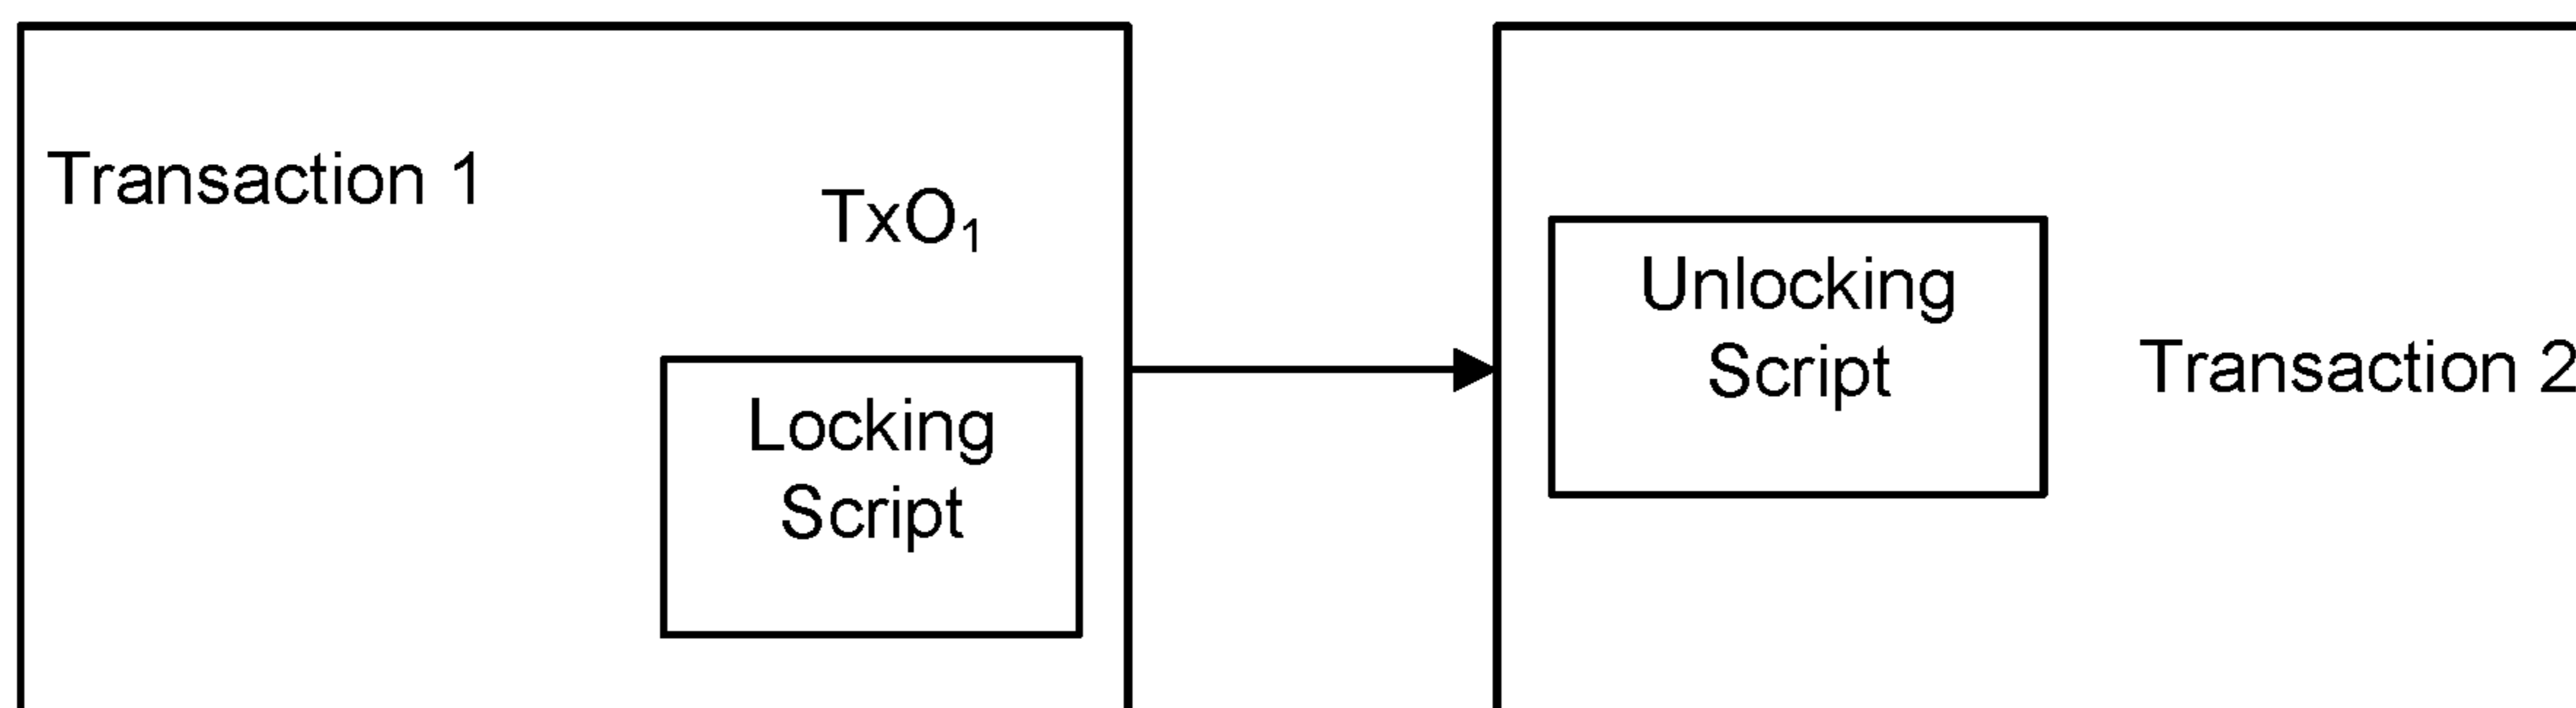 Transaction 1
TxO₁
Locking
Script
Unlocking
Script
Transaction 2